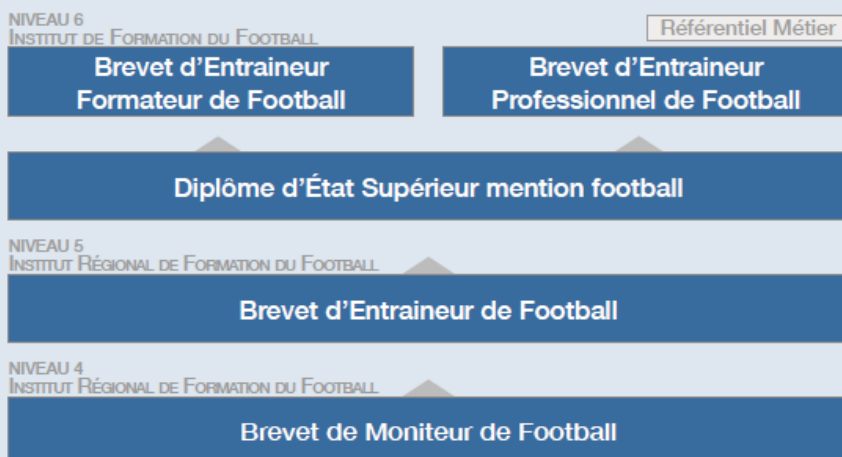 NIVEAU 6
INSTITUT DE FORMATION DU FOOTBALL
Référentiel Métier
Brevet d'Entraineur
Formateur de Football
Brevet d'Entraineur
Professionnel de Football
Diplôme d'État Supérieur mention football
NIVEAU 5
INSTITUT RÉGIONAL DE FORMATION DU FOOTBALL
Brevet d'Entraineur de Football
NIVEAU 4
INSTITUT RÉGIONAL DE FORMATION DU FOOTBALL
Brevet de Moniteur de Football